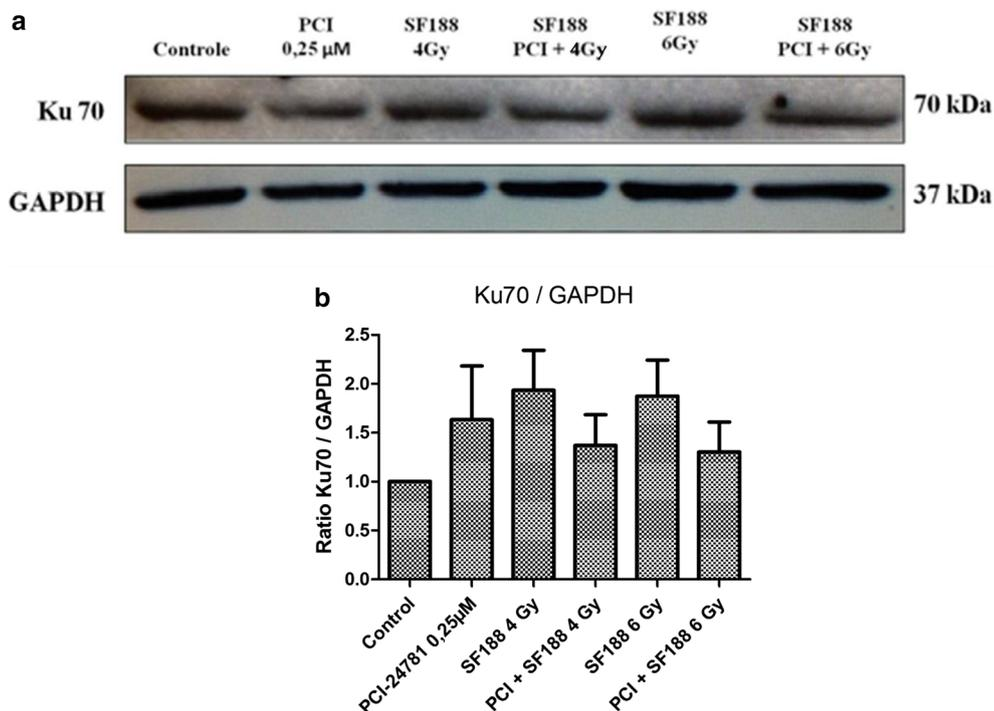 a
Controle
PCI
0,25 µM
SF188
4Gy
SF188
PCI + 4Gy
SF188
6Gy
SF188
PCI + 6Gy
Ku 70
70 kDa
GAPDH
37 kDa
b
Ku70 / GAPDH
Ratio Ku70 / GAPDH
2.5
2.0
1.5
1.0
0.5
0.0
Control
PCI-24781 0,25µM
SF188 4 Gy
PCI + SF188 4 Gy
SF188 6 Gy
PCI + SF188 6 Gy